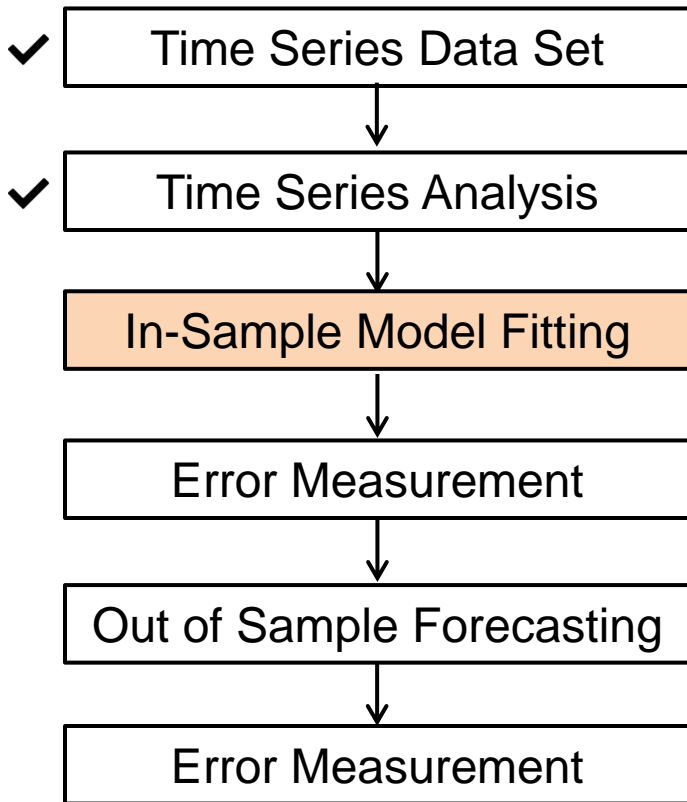 Time Series Data Set
Time Series Analysis
In-Sample Model Fitting
Error Measurement
Out of Sample Forecasting
Error Measurement